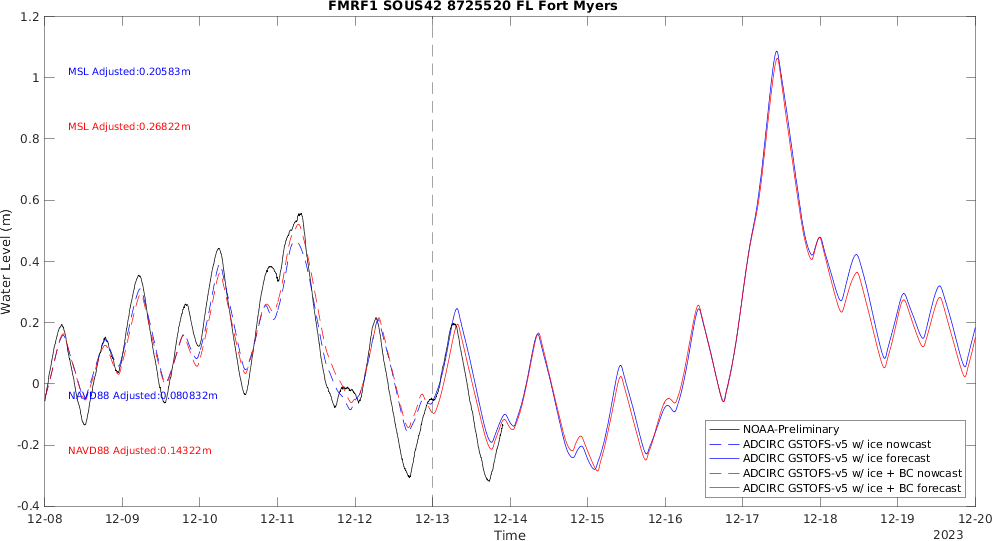 FMRF1 SOUS42 8725520 FL Fort Myers
1.2
1
0.8
0.6
0.4
0.2
0
-0.2
-0.4
Water Level (m)
MSL Adjusted:0.20583m
MSL Adjusted:0.26822m
NAVD88 Adjusted:0.080832m
NAVD88 Adjusted:0.14322m
NOAA-Preliminary
ADCIRC GSTOFS-v5 w/ ice nowcast
ADCIRC GSTOFS-v5 w/ ice forecast
ADCIRC GSTOFS-v5 w/ ice + BC nowcast
ADCIRC GSTOFS-v5 w/ ice + BC forecast
12-08 12-09 12-10 12-11 12-12 12-13 12-14 12-15 12-16 12-17 12-18 12-19 12-20
Time
2023